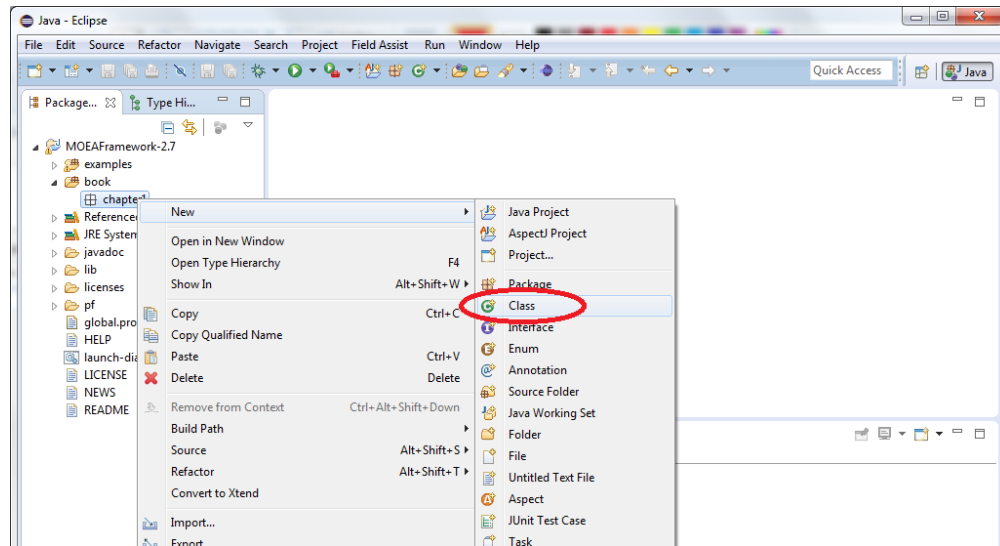 Java - Eclipse
File Edit Source Refactor Navigate Search Project Field Assist Run Window Help
Quick Access
Java
Package...
Type Hi...
MOEAFramework-2.7
examples
book
chapter1
Reference
JRE System
javadoc
lib
licenses
pf
global.pro
HELP
launch-dia
LICENSE
NEWS
README
New
Open in New Window
Open Type Hierarchy F4
Show In Alt+Shift+W
Copy Ctrl+C
Copy Qualified Name
Paste Ctrl+V
Delete Delete
Remove from Context Ctrl+Alt+Shift+Down
Build Path
Source Alt+Shift+S
Refactor Alt+Shift+T
Convert to Xtend
Import...
Export
Java Project
AspectJ Project
Project...
Package
Class
Interface
Enum
Annotation
Source Folder
Java Working Set
Folder
File
Untitled Text File
Aspect
JUnit Test Case
Task